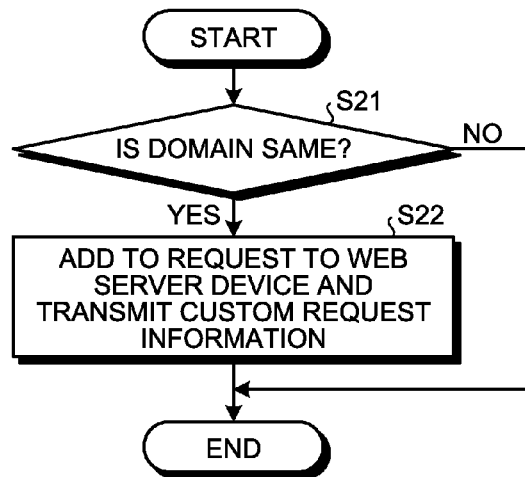 START
S21
IS DOMAIN SAME?
NO
YES
S22
ADD TO REQUEST TO WEB
SERVER DEVICE AND
TRANSMIT CUSTOM REQUEST
INFORMATION
END